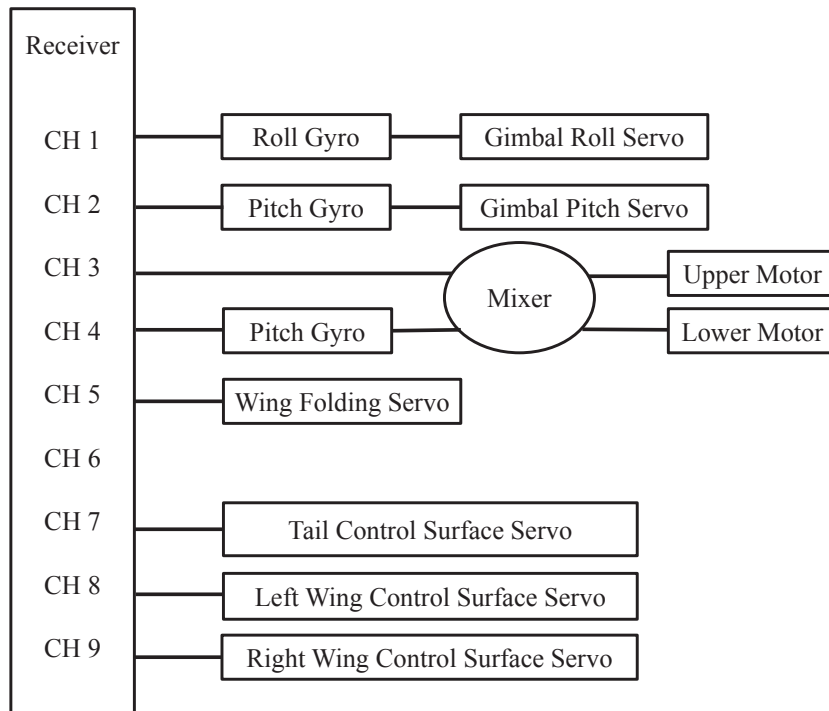 Receiver
CH 1
Roll Gyro
Gimbal Roll Servo
CH 2
Pitch Gyro
Gimbal Pitch Servo
CH 3
Mixer
Upper Motor
CH 4
Pitch Gyro
Lower Motor
CH 5
Wing Folding Servo
CH 6
CH 7
Tail Control Surface Servo
CH 8
Left Wing Control Surface Servo
CH 9
Right Wing Control Surface Servo